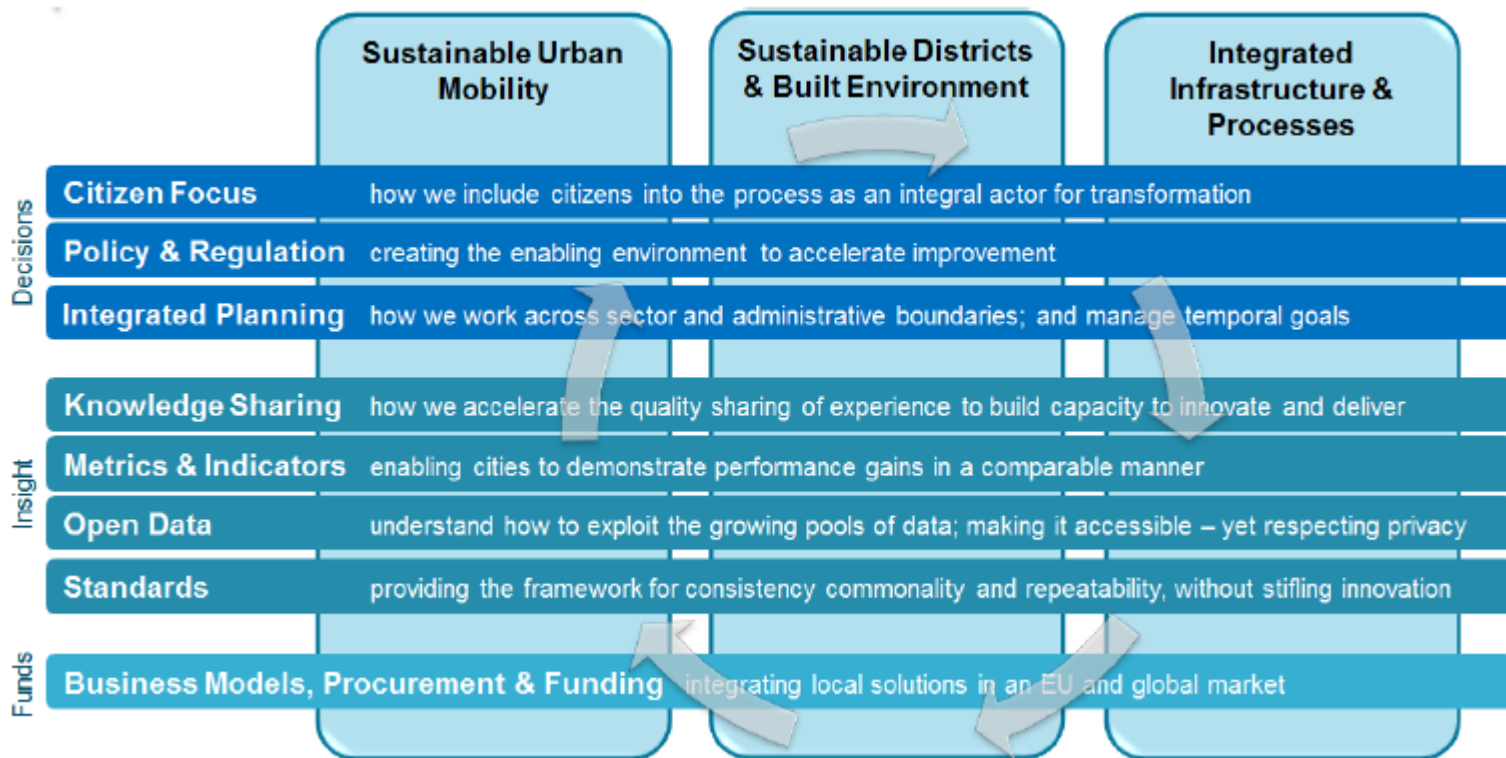 Sustainable Urban
Mobility
Sustainable Districts
& Built Environment
Integrated
Infrastructure &
Processes
Decisions
Citizen Focus how we include citizens into the process as an integral actor for transformation
Policy & Regulation creating the enabling environment to accelerate improvement
Integrated Planning how we work across sector and administrative boundaries; and manage temporal goals
Insight
Knowledge Sharing how we accelerate the quality sharing of experience to build capacity to innovate and deliver
Metrics & Indicators enabling cities to demonstrate performance gains in a comparable manner
Open Data understand how to exploit the growing pools of data; making it accessible – yet respecting privacy
Standards providing the framework for consistency commonality and repeatability, without stifling innovation
Funds
Business Models, Procurement & Funding integrating local solutions in an EU and global market